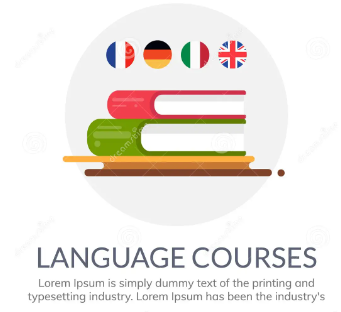 LANGUAGE COURSES
Lorem Ipsum is simply dummy text of the printing and
typesetting industry. Lorem Ipsum has been the industry's